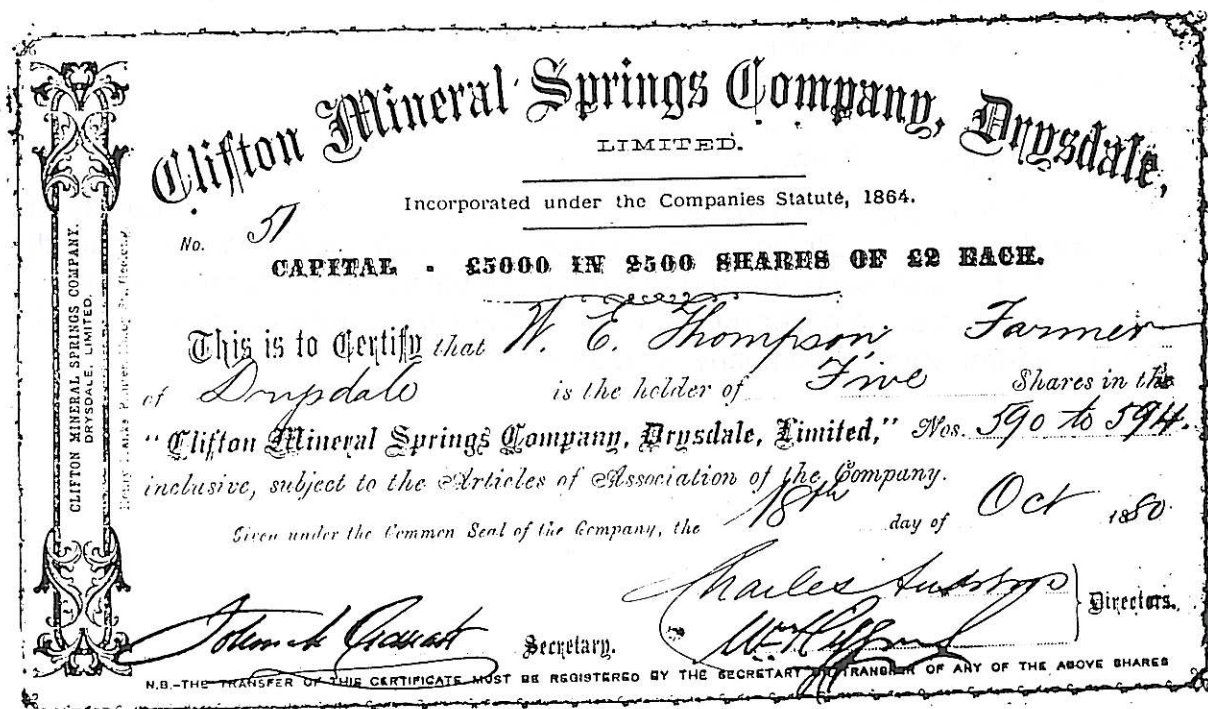 Clifton Mineral Springs Company, Drysdale,
LIMITED.
Incorporated under the Companies Statute, 1864.
No. 51
CAPITAL - £5000 IN 2500 SHARES OF £2 EACH.
This is to Certify that W. E. Thompson, Farmer
of Drysdale is the holder of Five Shares in the
"Clifton Mineral Springs Company, Drysdale, Limited," Nos. 590 to 594.
inclusive, subject to the Articles of Association of the Company.
Given under the Common Seal of the Company, the 18th day of Oct 1880
Charles
Directors.
Secretary.
N.B.-THE TRANSFER OF THIS CERTIFICATE MUST BE REGISTERED BY THE SECRETARY TRANSFER OF ANY OF THE ABOVE SHARES
CLIFTON MINERAL SPRINGS COMPANY.
DRYSDALE, LIMITED.